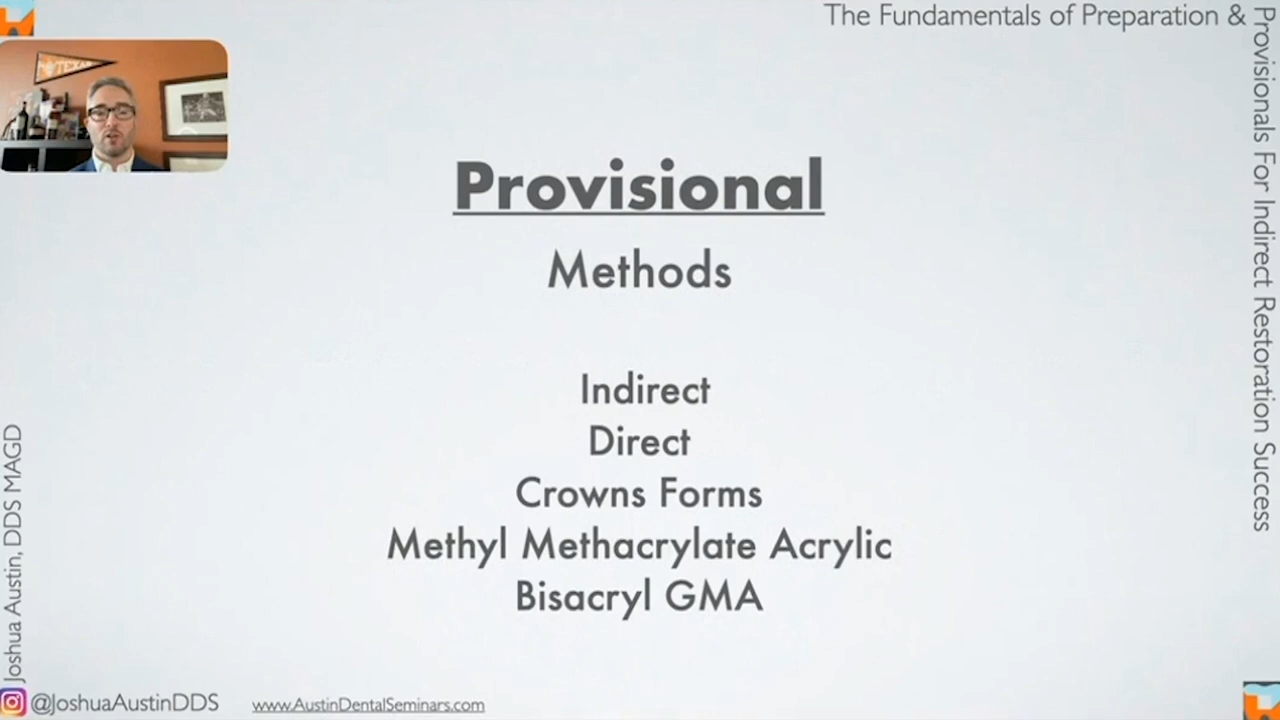 The Fundamentals of Preparation &
Provisionals For Indirect Restoration Success
TEXAS
Provisional
Methods
Indirect
Direct
Crowns Forms
Methyl Methacrylate Acrylic
Bisacryl GMA
Joshua Austin, DDS MAGD
@JoshuaAustinDDS
www.AustinDentalSeminars.com